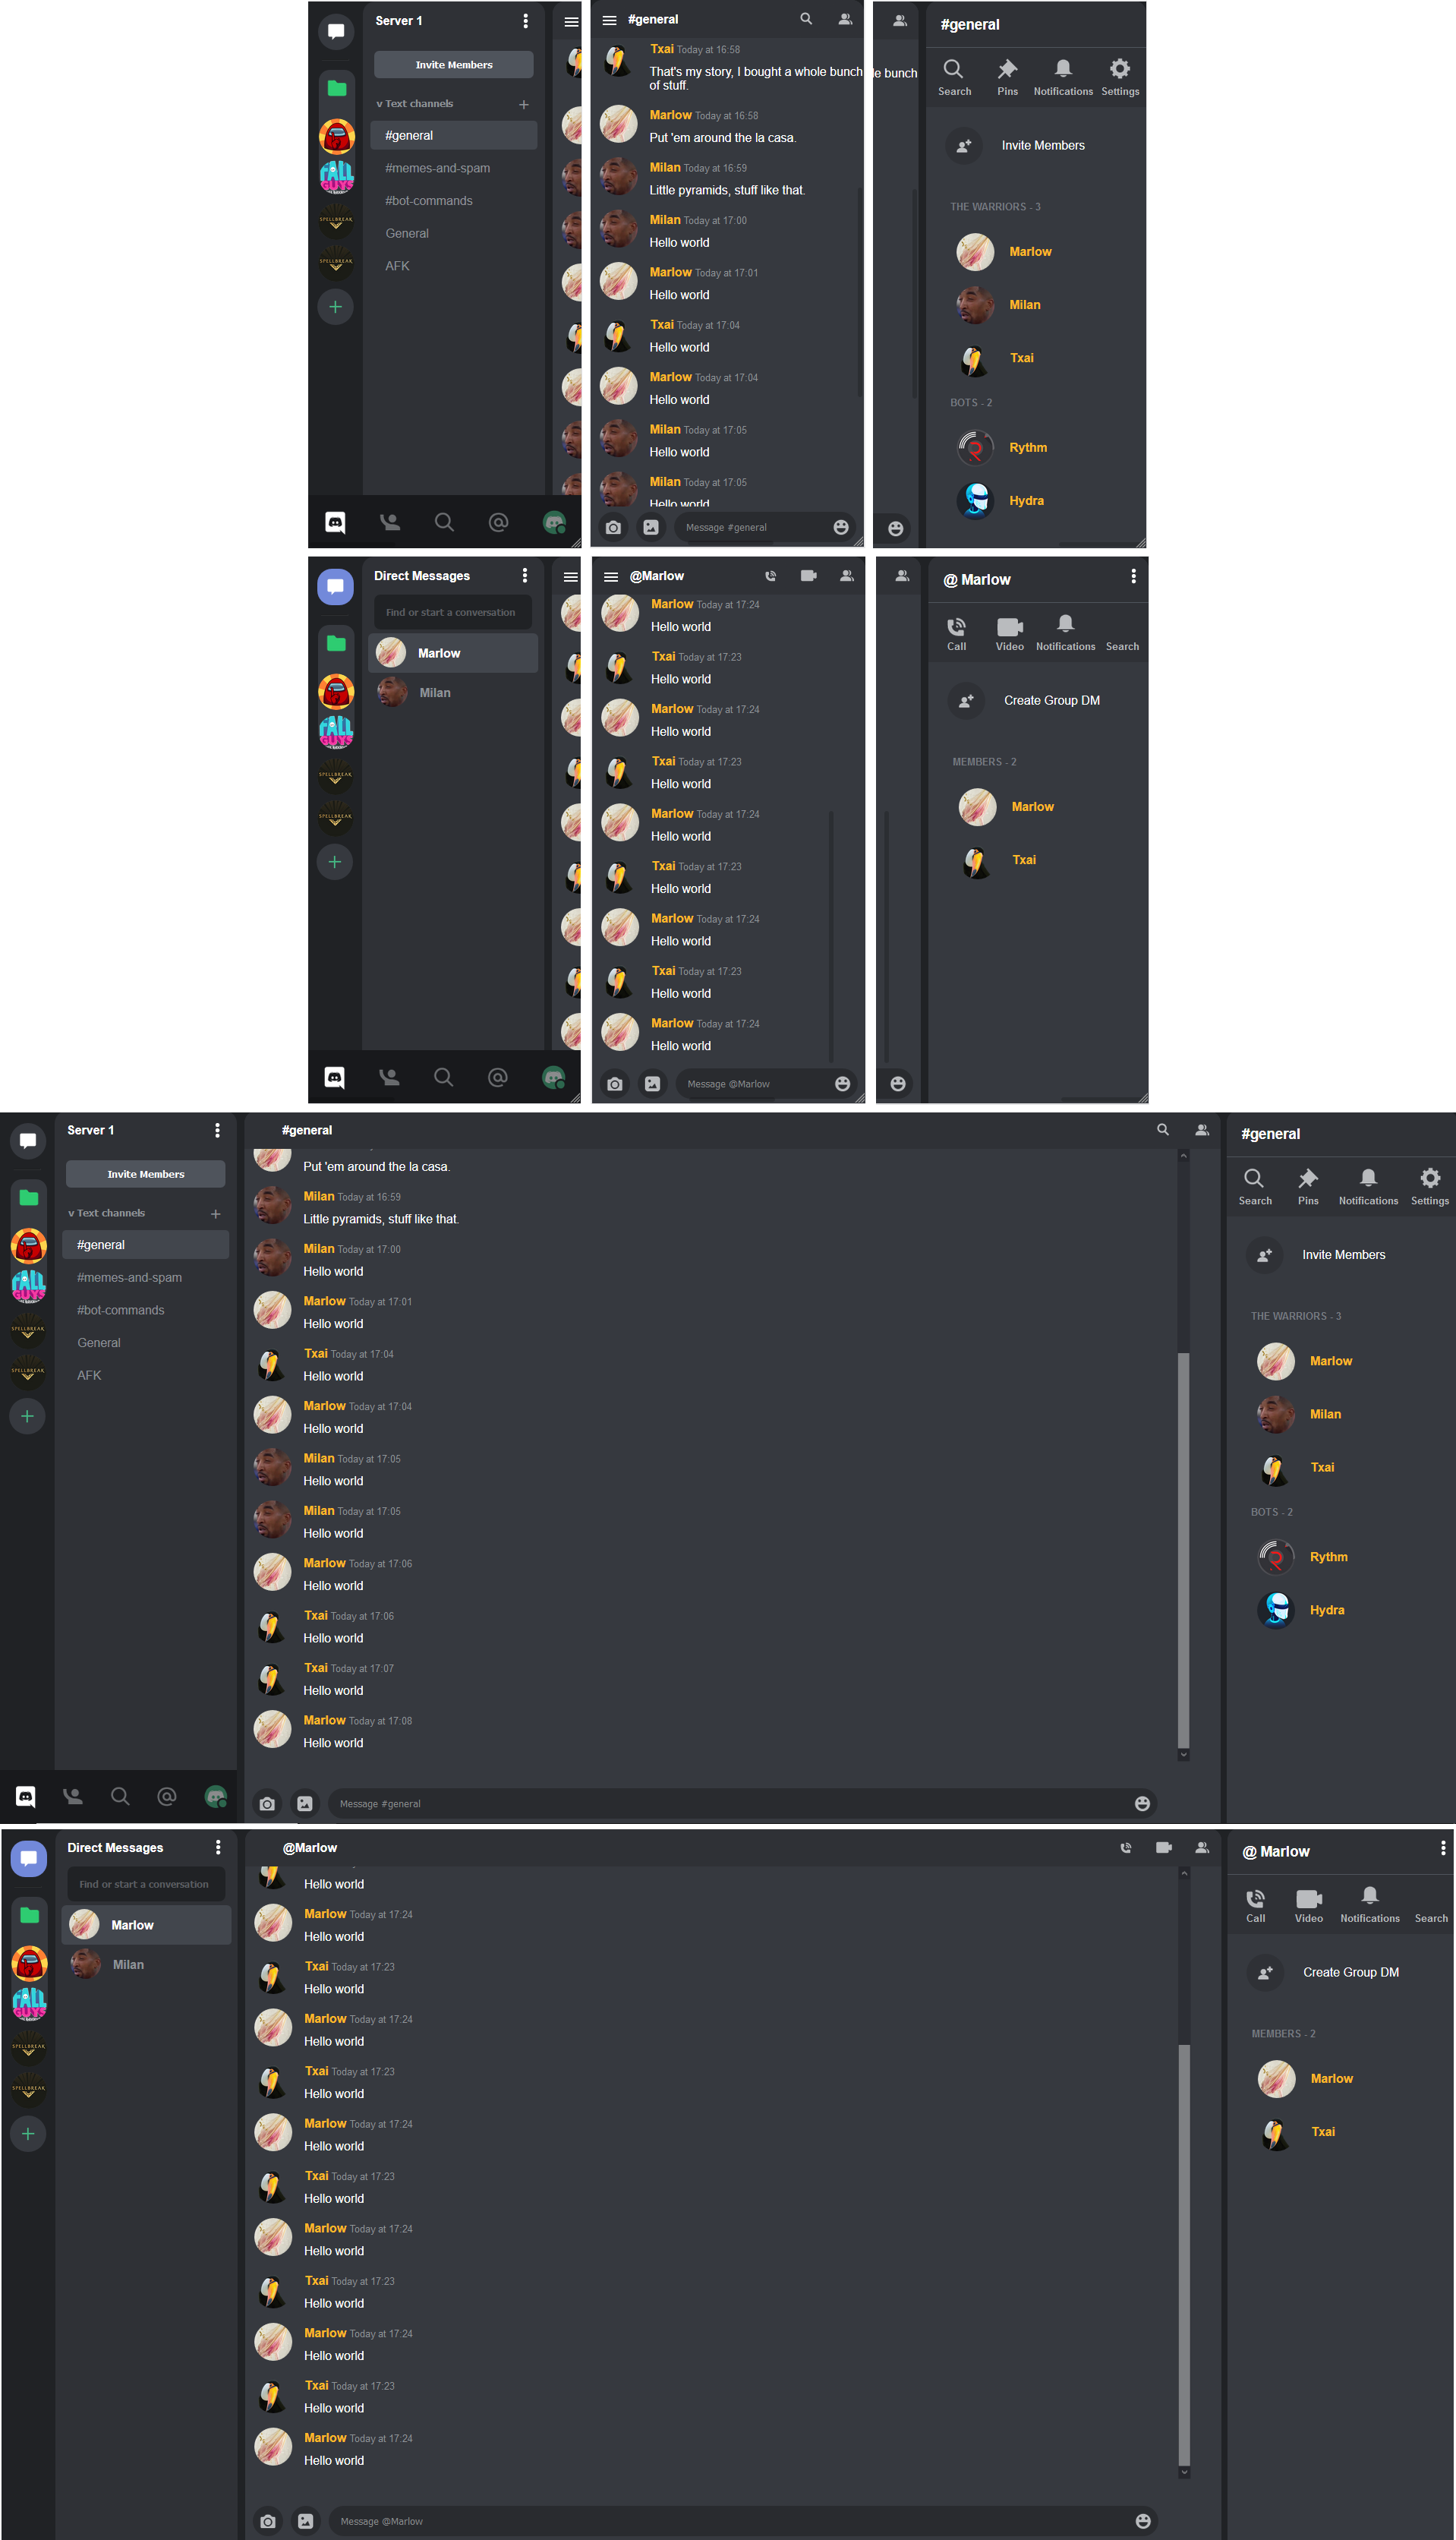 Server 1
Invite Members
v Text channels +
#general
#memes-and-spam
#bot-commands
General
AFK
FALL
GUYS
SPELLBREAK
SPELLBREAK
#general
Txai Today at 16:58
That's my story, I bought a whole bunch
of stuff.
Marlow Today at 16:58
Put 'em around the la casa.
Milan Today at 16:59
Little pyramids, stuff like that.
Milan Today at 17:00
Hello world
Marlow Today at 17:01
Hello world
Txai Today at 17:04
Hello world
Marlow Today at 17:04
Hello world
Milan Today at 17:05
Hello world
Milan Today at 17:05
Hello world
Message #general
le bunch
#general
Search Pins Notifications Settings
Invite Members
THE WARRIORS - 3
Marlow
Milan
Txai
BOTS - 2
Rythm
Hydra
Direct Messages
Find or start a conversation
Marlow
Milan
FALL
GUYS
SPELLBREAK
SPELLBREAK
@Marlow
Marlow Today at 17:24
Hello world
Txai Today at 17:23
Hello world
Marlow Today at 17:24
Hello world
Txai Today at 17:23
Hello world
Marlow Today at 17:24
Hello world
Txai Today at 17:23
Hello world
Marlow Today at 17:24
Hello world
Txai Today at 17:23
Hello world
Marlow Today at 17:24
Hello world
Message @Marlow
@ Marlow
Call Video Notifications Search
Create Group DM
MEMBERS - 2
Marlow
Txai
Server 1
Invite Members
v Text channels +
#general
#memes-and-spam
#bot-commands
General
AFK
FALL
GUYS
SPELLBREAK
SPELLBREAK
#general
Put 'em around the la casa.
Milan Today at 16:59
Little pyramids, stuff like that.
Milan Today at 17:00
Hello world
Marlow Today at 17:01
Hello world
Txai Today at 17:04
Hello world
Marlow Today at 17:04
Hello world
Milan Today at 17:05
Hello world
Milan Today at 17:05
Hello world
Marlow Today at 17:06
Hello world
Txai Today at 17:06
Hello world
Txai Today at 17:07
Hello world
Marlow Today at 17:08
Hello world
Message #general
#general
Search Pins Notifications Settings
Invite Members
THE WARRIORS - 3
Marlow
Milan
Txai
BOTS - 2
Rythm
Hydra
Direct Messages
Find or start a conversation
Marlow
Milan
FALL
GUYS
SPELLBREAK
SPELLBREAK
@Marlow
Hello world
Marlow Today at 17:24
Hello world
Txai Today at 17:23
Hello world
Marlow Today at 17:24
Hello world
Txai Today at 17:23
Hello world
Marlow Today at 17:24
Hello world
Txai Today at 17:23
Hello world
Marlow Today at 17:24
Hello world
Txai Today at 17:23
Hello world
Marlow Today at 17:24
Hello world
Txai Today at 17:23
Hello world
Marlow Today at 17:24
Hello world
Message @Marlow
@ Marlow
Call Video Notifications Search
Create Group DM
MEMBERS - 2
Marlow
Txai